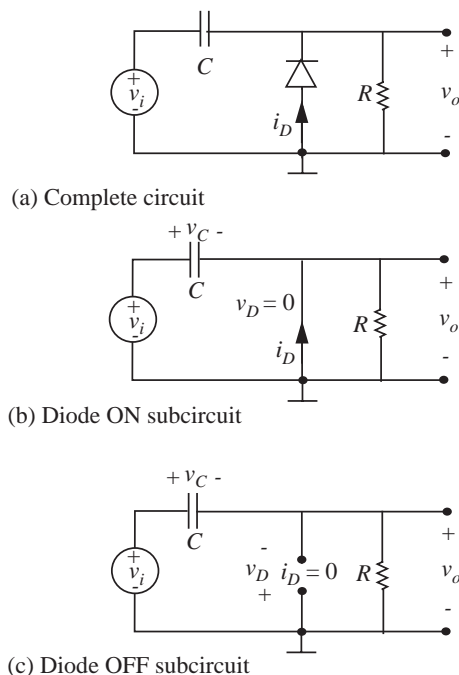 C
+
v_i
-
i_D
R
+
v_o
-
(a) Complete circuit
+ v_C -
C
+
v_i
-
v_D = 0
i_D
R
+
v_o
-
(b) Diode ON subcircuit
+ v_C -
C
+
v_i
-
-
v_D
+
i_D = 0
R
+
v_o
-
(c) Diode OFF subcircuit